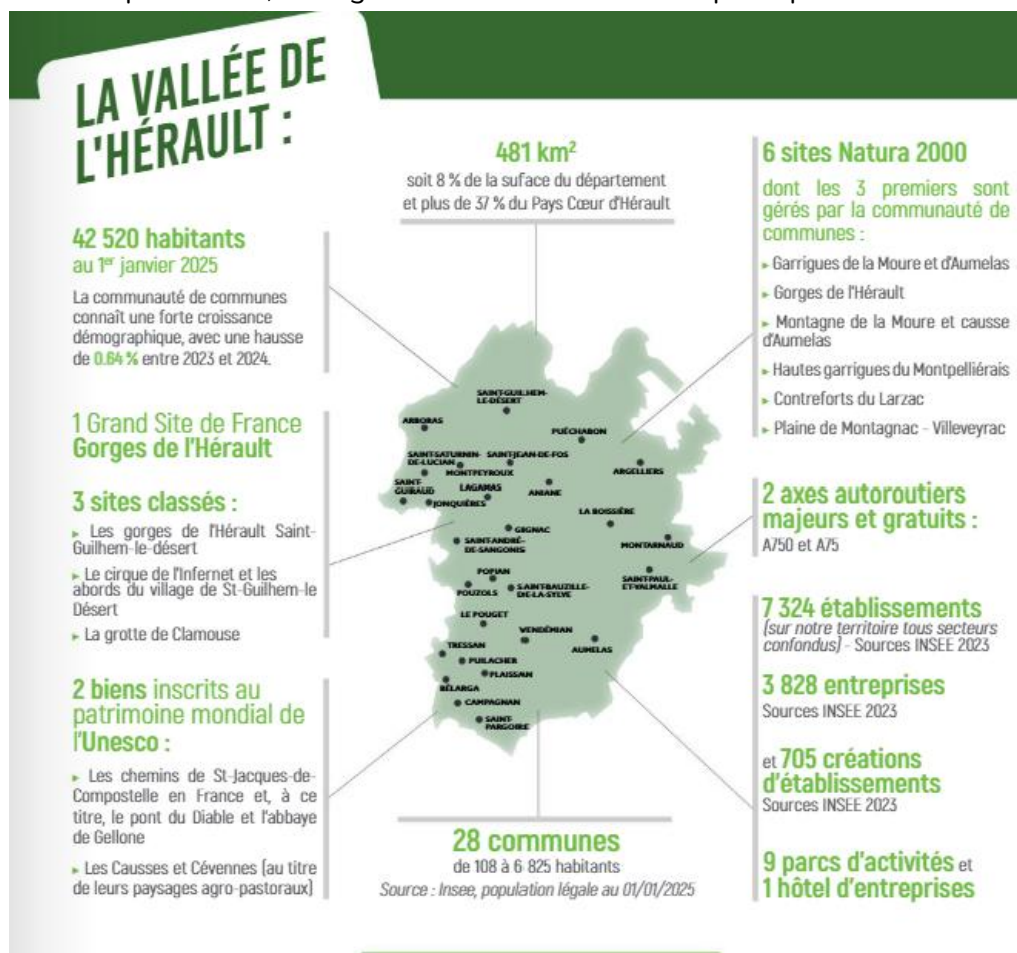 LA VALLÉE DE
L'HÉRAULT :
42 520 habitants
au 1er janvier 2025
La communauté de communes
connaît une forte croissance
démographique, avec une hausse
de 0.64 % entre 2023 et 2024.
1 Grand Site de France
Gorges de l'Hérault
3 sites classés :
▸ Les gorges de l'Hérault Saint-
Guilhem-le-désert
▸ Le cirque de l'Infernet et les
abords du village de St-Guilhem-le
Désert
▸ La grotte de Clamouse
2 biens inscrits au
patrimoine mondial de
l'Unesco :
▸ Les chemins de St-Jacques-de-
Compostelle en France et, à ce
titre, le pont du Diable et l'abbaye
de Gellone
▸ Les Causses et Cévennes (au titre
de leurs paysages agro-pastoraux)
481 km²
soit 8 % de la suface du département
et plus de 37 % du Pays Cœur d'Hérault
SAINT-GUILHEM-
LE-DÉSERT
ARBORAS
PUÉCHABON
SAINT-SATURNIN-
DE-LUCIAN
SAINT-JEAN-DE-FOS
MONTPEYROUX
ARGELLIERS
SAINT-
GUIRAUD
LAGAMAS
ANIANE
JONQUIÈRES
LA BOISSIÈRE
GIGNAC
SAINT-ANDRÉ-
DE-SANGONIS
MONTARNAUD
POPIAN
SAINT-PAUL-
ET-VALMALLE
POUZOLS
SAINT-BAUZILLE-
DE-LA-SYLVE
LE POUGET
VENDÉMIAN
TRESSAN
AUMELAS
PUILACHER
PLAISSAN
BÉLARGA
CAMPAGNAN
SAINT-
PARGOIRE
28 communes
de 108 à 6 825 habitants
Source : Insee, population légale au 01/01/2025
6 sites Natura 2000
dont les 3 premiers sont
gérés par la communauté de
communes :
▸ Garrigues de la Moure et d'Aumelas
▸ Gorges de l'Hérault
▸ Montagne de la Moure et causse
d'Aumelas
▸ Hautes garrigues du Montpelliérais
▸ Contreforts du Larzac
▸ Plaine de Montagnac - Villeveyrac
2 axes autoroutiers
majeurs et gratuits :
A750 et A75
7 324 établissements
(sur notre territoire tous secteurs
confondus) - Sources INSEE 2023
3 828 entreprises
Sources INSEE 2023
et 705 créations
d'établissements
Sources INSEE 2023
9 parcs d'activités et
1 hôtel d'entreprises